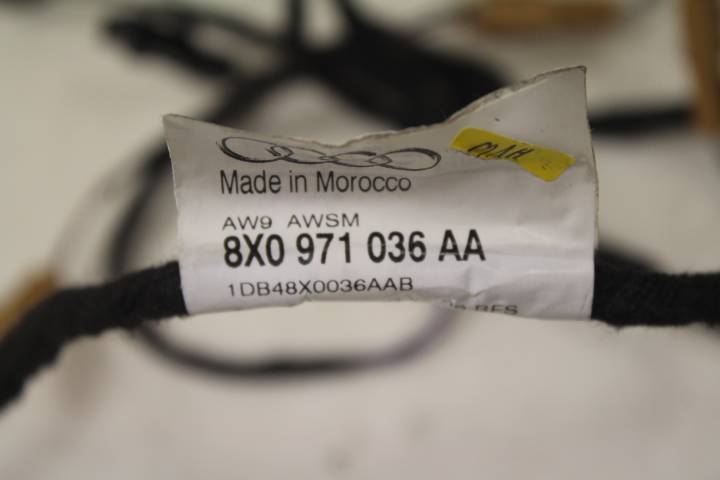 Made in Morocco
AW9 AWSM
8X0 971 036 AA
1DB48X0036AAB